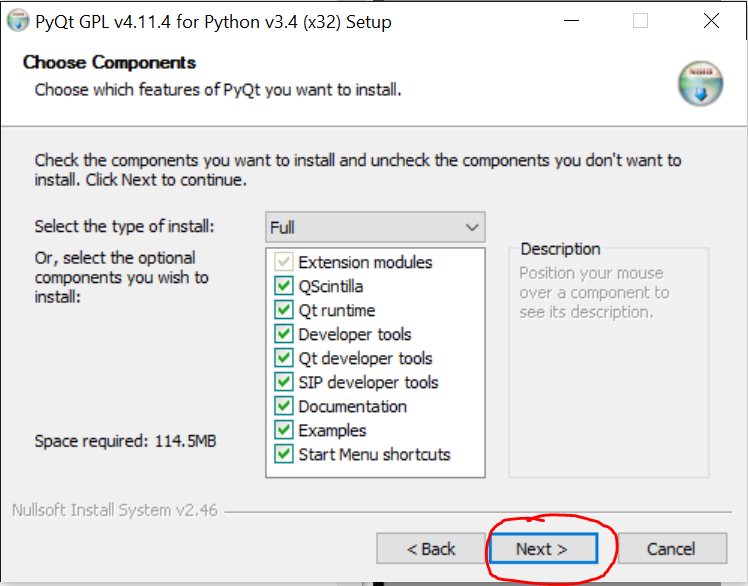 PyQt GPL v4.11.4 for Python v3.4 (x32) Setup
Choose Components
Choose which features of PyQt you want to install.
Check the components you want to install and uncheck the components you don't want to
install. Click Next to continue.
Select the type of install:
Full
Or, select the optional
components you wish to
install:
Extension modules
QScintilla
Qt runtime
Developer tools
Qt developer tools
SIP developer tools
Documentation
Examples
Start Menu shortcuts
Description
Position your mouse
over a component to
see its description.
Space required: 114.5MB
Nullsoft Install System v2.46
< Back
Next >
Cancel